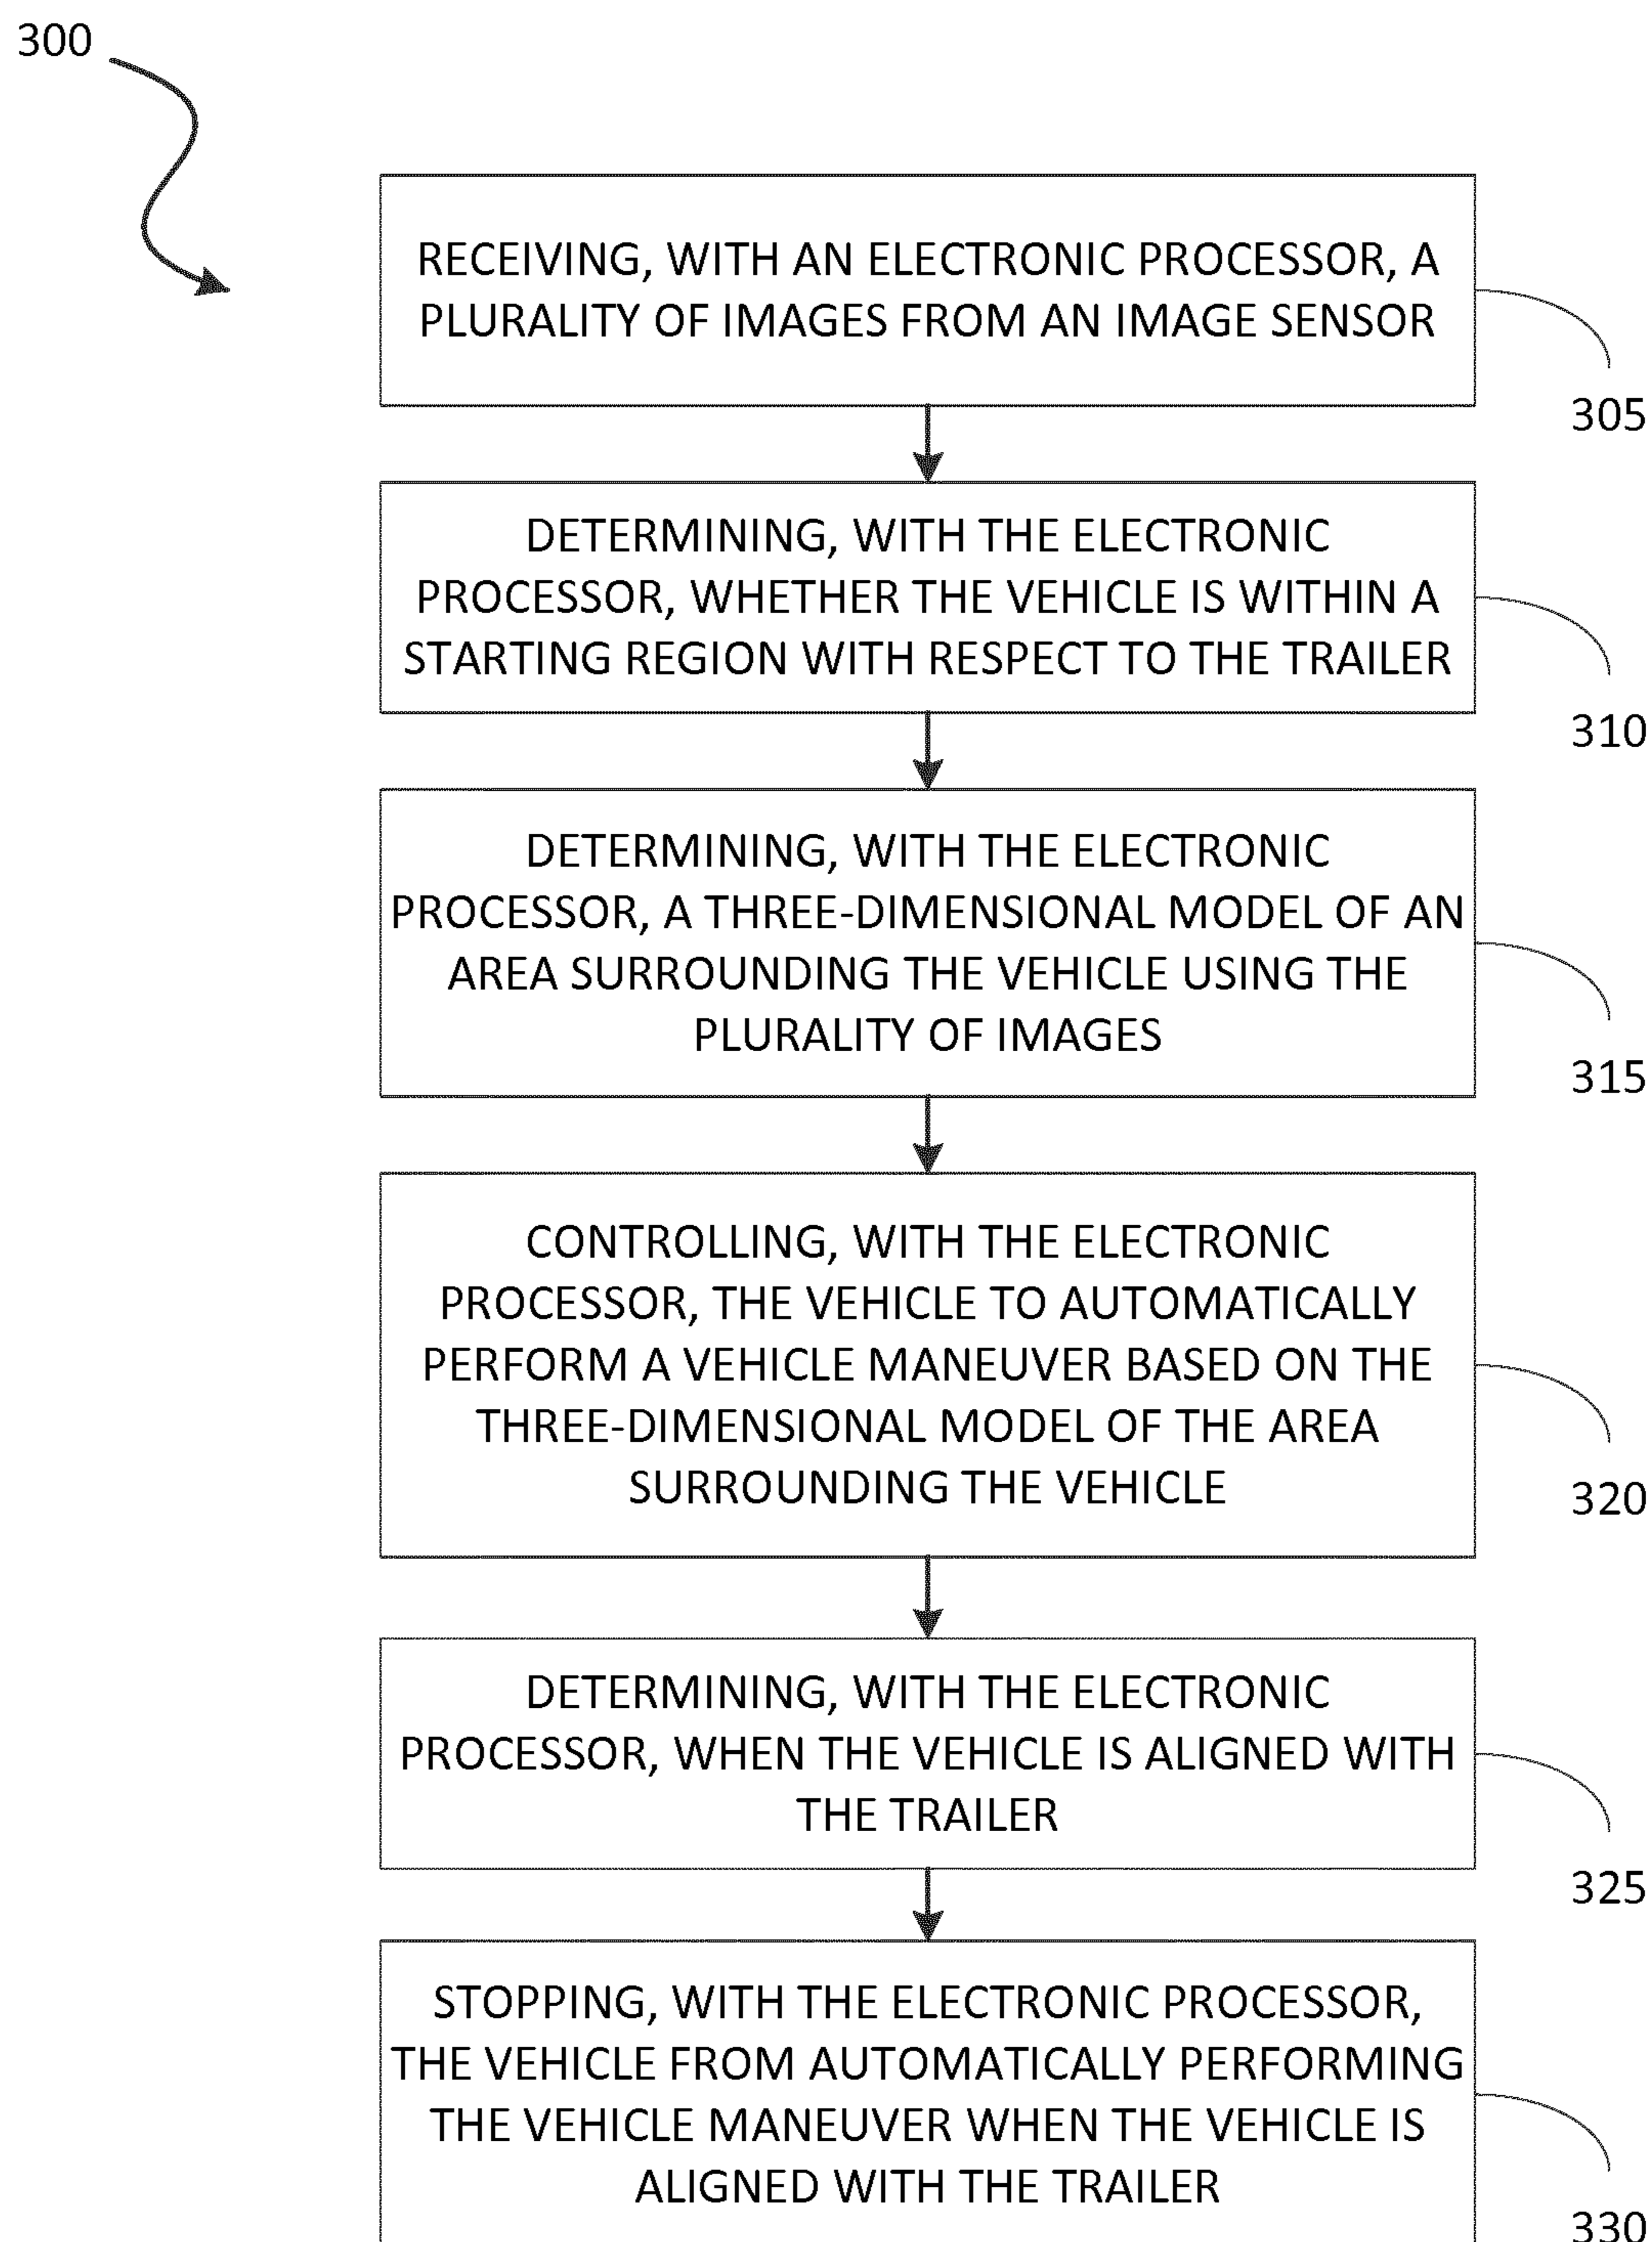 300
RECEIVING, WITH AN ELECTRONIC PROCESSOR, A
PLURALITY OF IMAGES FROM AN IMAGE SENSOR
305
DETERMINING, WITH THE ELECTRONIC
PROCESSOR, WHETHER THE VEHICLE IS WITHIN A
STARTING REGION WITH RESPECT TO THE TRAILER
310
DETERMINING, WITH THE ELECTRONIC
PROCESSOR, A THREE-DIMENSIONAL MODEL OF AN
AREA SURROUNDING THE VEHICLE USING THE
PLURALITY OF IMAGES
315
CONTROLLING, WITH THE ELECTRONIC
PROCESSOR, THE VEHICLE TO AUTOMATICALLY
PERFORM A VEHICLE MANEUVER BASED ON THE
THREE-DIMENSIONAL MODEL OF THE AREA
SURROUNDING THE VEHICLE
320
DETERMINING, WITH THE ELECTRONIC
PROCESSOR, WHEN THE VEHICLE IS ALIGNED WITH
THE TRAILER
325
STOPPING, WITH THE ELECTRONIC PROCESSOR,
THE VEHICLE FROM AUTOMATICALLY PERFORMING
THE VEHICLE MANEUVER WHEN THE VEHICLE IS
ALIGNED WITH THE TRAILER
330